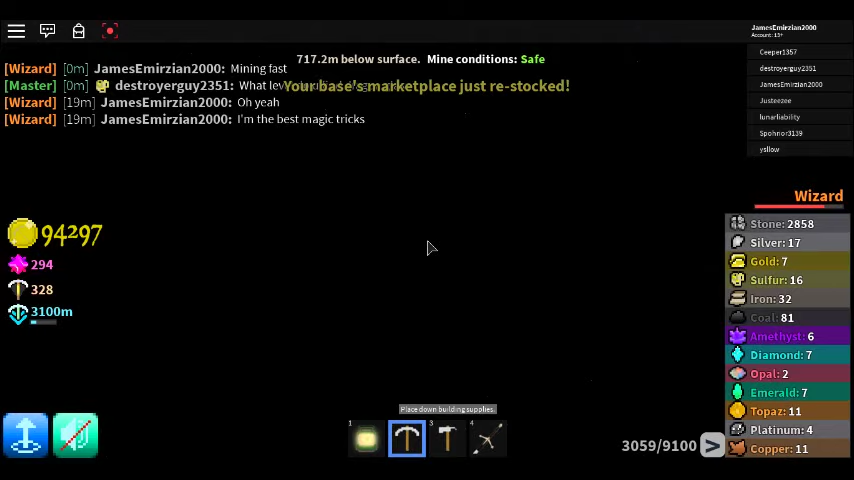 JamesEmirzian2000
Account: 13+
717.2m below surface. Mine conditions: Safe
Ceeper1357
[Wizard] [0m] JamesEmirzian2000: Mining fast
destroyerguy2351
[Master] [0m] destroyerguy2351: What
Your base's marketplace just re-stocked!
JamesEmirzian2000
[Wizard] [19m] JamesEmirzian2000: Oh yeah
Justeezee
[Wizard] [19m] JamesEmirzian2000: I'm the best magic tricks
lunarliability
Spohrior3139
ysllow
Wizard
94297
294
328
3100m
Stone: 2858
Silver: 17
Gold: 7
Sulfur: 16
Iron: 32
Coal: 81
Amethyst: 6
Diamond: 7
Opal: 2
Emerald: 7
Topaz: 11
Platinum: 4
Copper: 11
Place down building supplies.
1
3
4
3059/9100 >